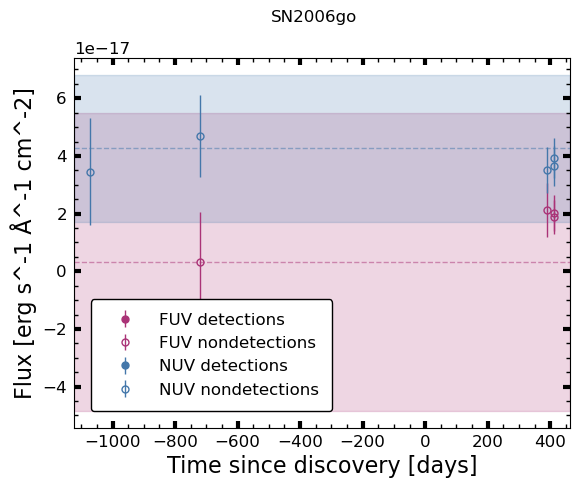 SN2006go
1e−17
Flux [erg s^-1 Å^-1 cm^-2]
6
4
2
0
−2
−4
FUV detections
FUV nondetections
NUV detections
NUV nondetections
−1000 −800 −600 −400 −200 0 200 400
Time since discovery [days]